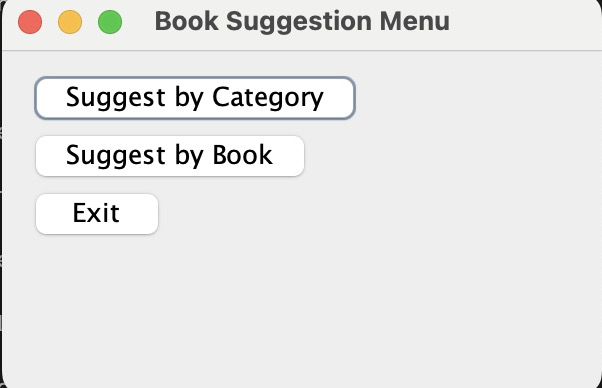 Book Suggestion Menu
Suggest by Category
Suggest by Book
Exit